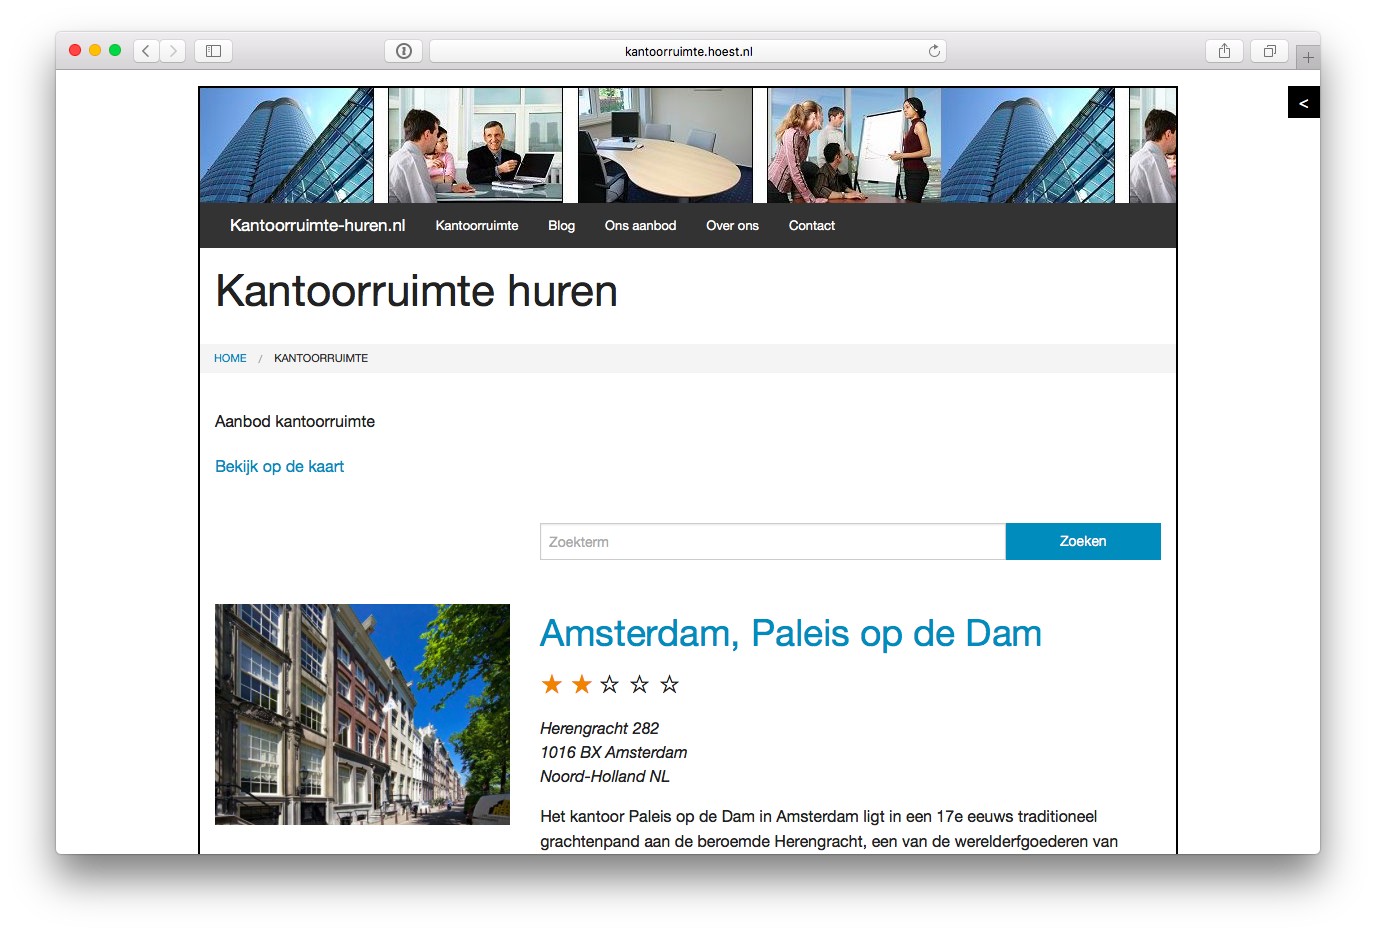 kantoorruimte.hoest.nl
<
Kantoorruimte-huren.nl Kantoorruimte Blog Ons aanbod Over ons Contact
Kantoorruimte huren
HOME / KANTOORRUIMTE
Aanbod kantoorruimte
Bekijk op de kaart
Zoekterm Zoeken
Amsterdam, Paleis op de Dam
Herengracht 282
1016 BX Amsterdam
Noord-Holland NL
Het kantoor Paleis op de Dam in Amsterdam ligt in een 17e eeuws traditioneel
grachtenpand aan de beroemde Herengracht, een van de werelderfgoederen van